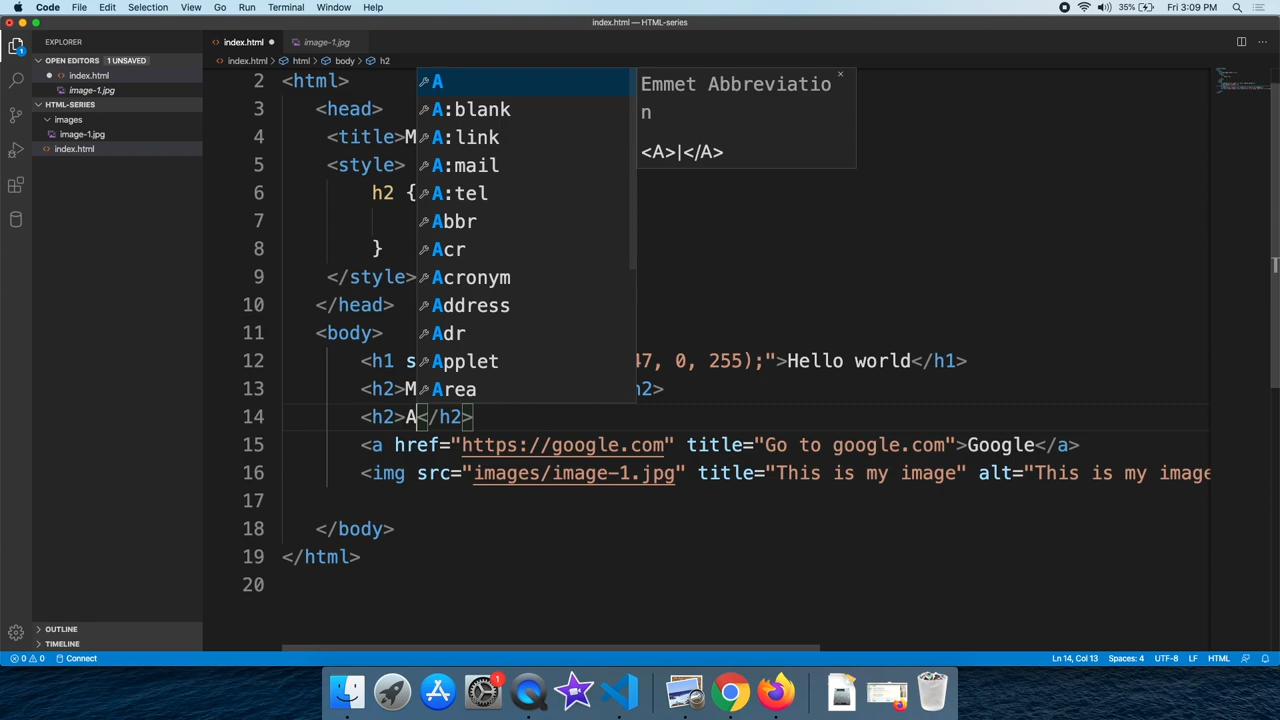 Code File Edit Selection View Go Run Terminal Window Help 35% Fri 3:09 PM
index.html — HTML-series
EXPLORER
index.html
image-1.jpg
OPEN EDITORS 1 UNSAVED
index.html
image-1.jpg
HTML-SERIES
images
image-1.jpg
index.html
1
OUTLINE
TIMELINE
index.html > html > body > h2
2 <html>
3 <head>
4 <title>M
5 <style>
6 h2 {
7
8 }
9 </style>
10 </head>
11 <body>
12 <h1 s 47, 0, 255);">Hello world</h1>
13 <h2>M h2>
14 <h2>A</h2>
15 <a href="https://google.com" title="Go to google.com">Google</a>
16 <img src="images/image-1.jpg" title="This is my image" alt="This is my image
17
18 </body>
19 </html>
20
A
A:blank
A:link
A:mail
A:tel
Abbr
Acr
Acronym
Address
Adr
Applet
Area
Emmet Abbreviatio
n
<A>|</A>
0 0 Connect Ln 14, Col 13 Spaces: 4 UTF-8 LF HTML
1